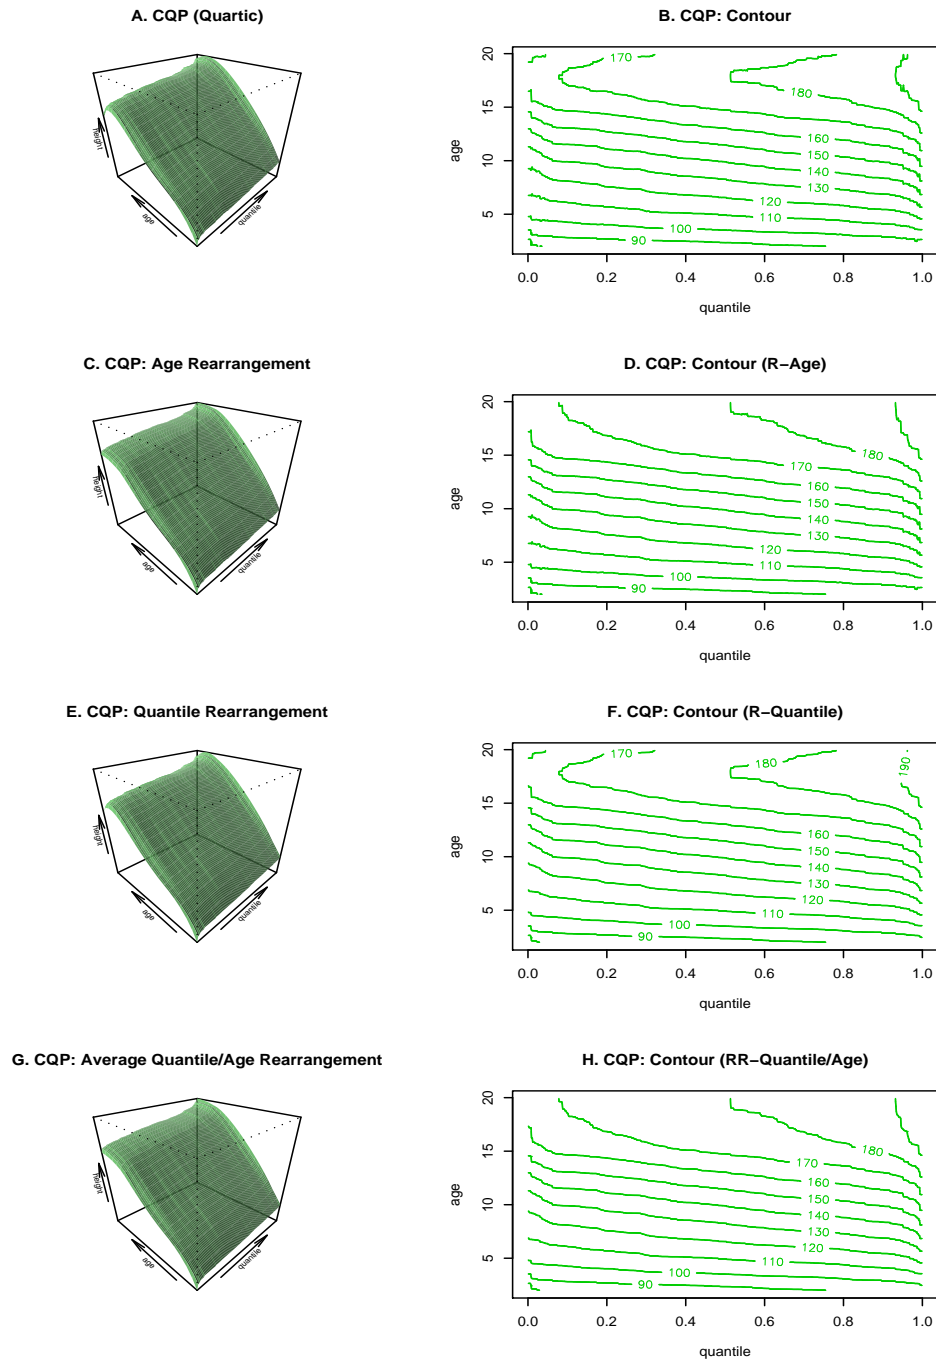 A. CQP (Quartic)
height
age
quantile
B. CQP: Contour
age
20
15
10
5
170
180
160
150
140
130
120
110
100
90
0.0 0.2 0.4 0.6 0.8 1.0
quantile
C. CQP: Age Rearrangement
height
age
quantile
D. CQP: Contour (R−Age)
age
20
15
10
5
180
170
160
150
140
130
120
110
100
90
0.0 0.2 0.4 0.6 0.8 1.0
quantile
E. CQP: Quantile Rearrangement
height
age
quantile
F. CQP: Contour (R−Quantile)
age
20
15
10
5
170
180
190
160
150
140
130
120
110
100
90
0.0 0.2 0.4 0.6 0.8 1.0
quantile
G. CQP: Average Quantile/Age Rearrangement
height
age
quantile
H. CQP: Contour (RR−Quantile/Age)
age
20
15
10
5
180
170
160
150
140
130
120
110
100
90
0.0 0.2 0.4 0.6 0.8 1.0
quantile